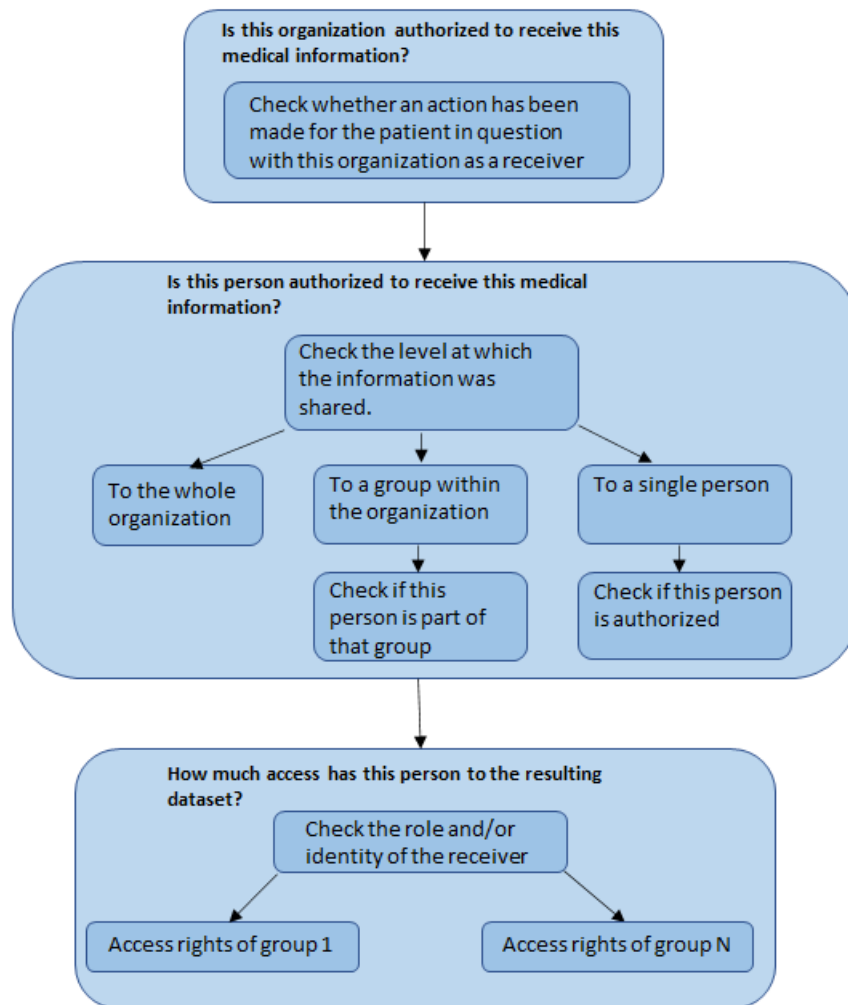 Is this organization authorized to receive this
medical information?
Check whether an action has been
made for the patient in question
with this organization as a receiver
Is this person authorized to receive this medical
information?
Check the level at which
the information was
shared.
To the whole
organization
To a group within
the organization
To a single person
Check if this
person is part of
that group
Check if this person
is authorized
How much access has this person to the resulting
dataset?
Check the role and/or
identity of the receiver
Access rights of group 1
Access rights of group N